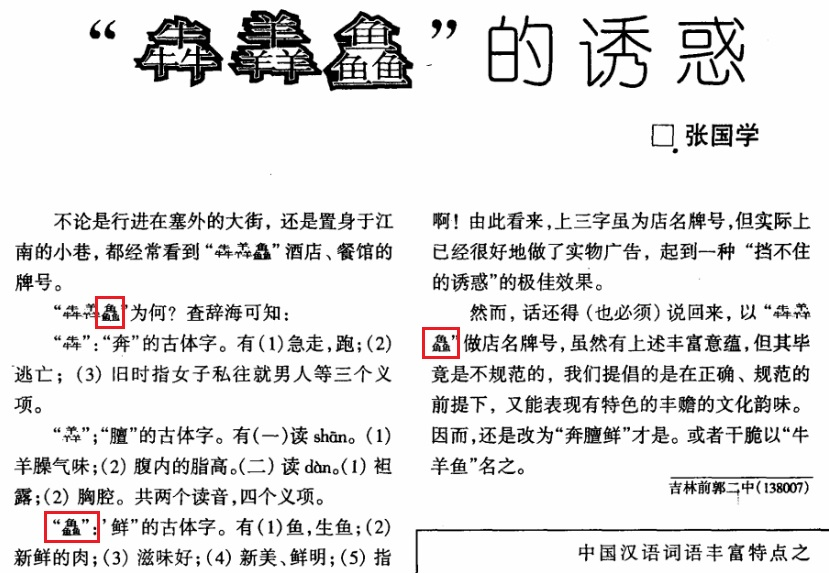 “犇羴鱻”的诱惑
□.张国学
不论是行进在塞外的大街，还是置身于江
南的小巷，都经常看到“犇羴鱻”酒店、餐馆的
牌号。
“犇羴鱻”为何？查辞海可知：
“犇”：“奔”的古体字。有(1)急走，跑；(2)
逃亡；(3)旧时指女子私往就男人等三个义
项。
“羴”；“膻”的古体字。有(一)读shān。(1)
羊臊气味；(2)腹内的脂高。(二)读dàn。(1)袒
露；(2)胸腔。共两个读音，四个义项。
“鱻”：’鲜”的古体字。有(1)鱼，生鱼；(2)
新鲜的肉；(3)滋味好；(4)新美、鲜明；(5)指
啊！由此看来，上三字虽为店名牌号，但实际上
已经很好地做了实物广告，起到一种“挡不住
的诱惑”的极佳效果。
然而，话还得（也必须）说回来，以“犇羴
鱻”做店名牌号，虽然有上述丰富意蕴，但其毕
竟是不规范的，我们提倡的是在正确、规范的
前提下，又能表现有特色的丰赡的文化韵味。
因而，还是改为“奔膻鲜”才是。或者干脆以“牛
羊鱼”名之。
吉林前郭二中(138007)
中国汉语词语丰富特点之